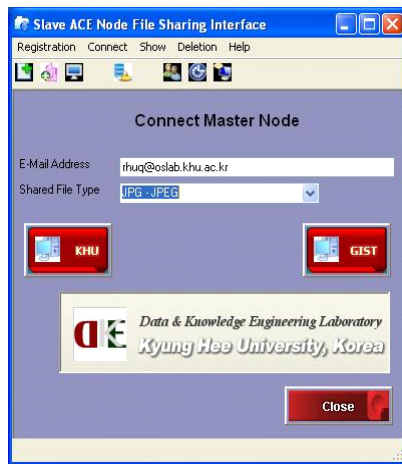 Slave ACE Node File Sharing Interface
Registration Connect Show Deletion Help
Connect Master Node
E-Mail Address rhuq@oslab.khu.ac.kr
Shared File Type JPG - JPEG
KHU GIST
DKE Data & Knowledge Engineering Laboratory
Kyung Hee University, Korea
Close